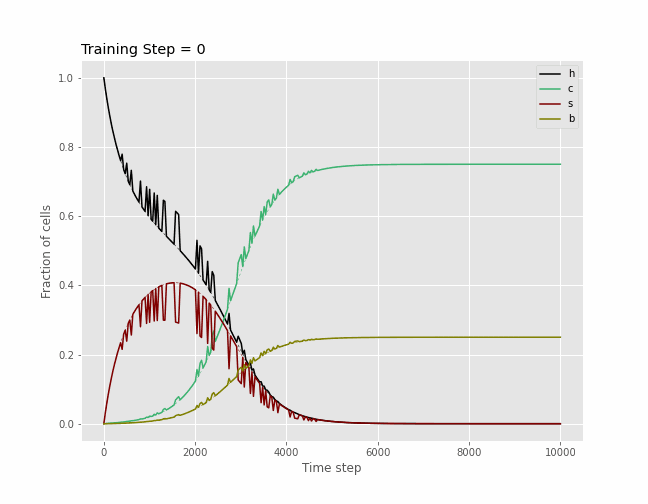 Training Step = 0
h
c
s
b
1.0
0.8
0.6
0.4
0.2
0.0
Fraction of cells
0
2000
4000
6000
8000
10000
Time step